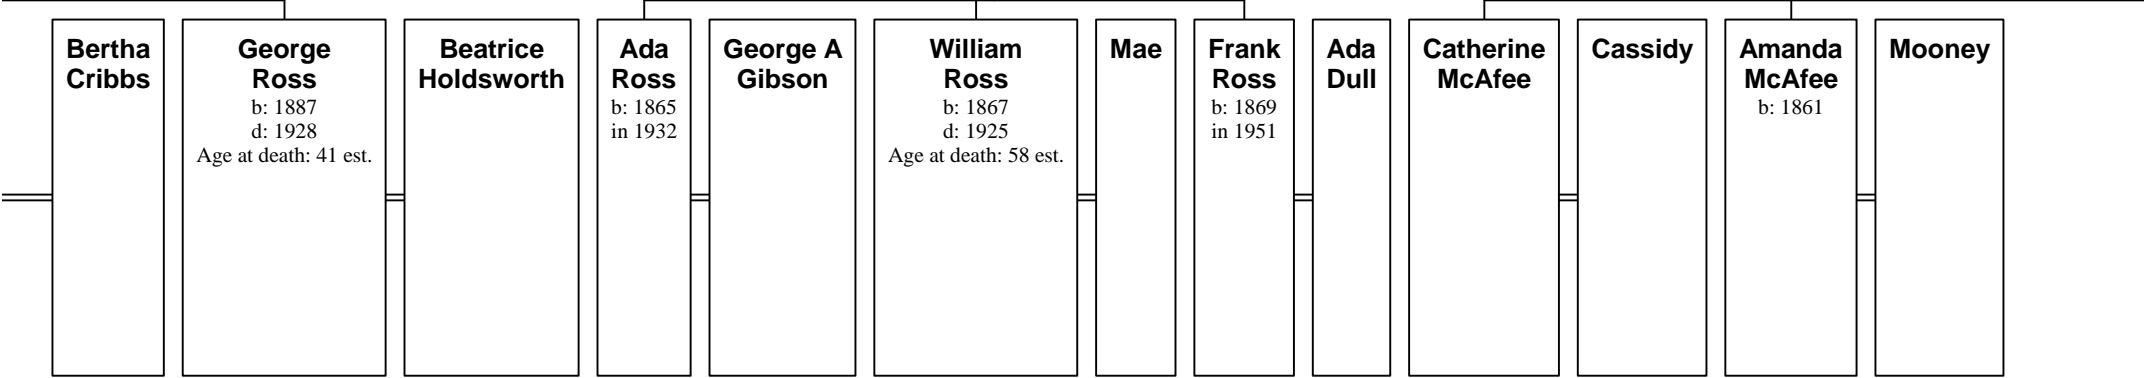 Bertha
Cribbs
George
Ross
b: 1887
d: 1928
Age at death: 41 est.
Beatrice
Holdsworth
Ada
Ross
b: 1865
in 1932
George A
Gibson
William
Ross
b: 1867
d: 1925
Age at death: 58 est.
Mae
Frank
Ross
b: 1869
in 1951
Ada
Dull
Catherine
McAfee
Cassidy
Amanda
McAfee
b: 1861
Mooney